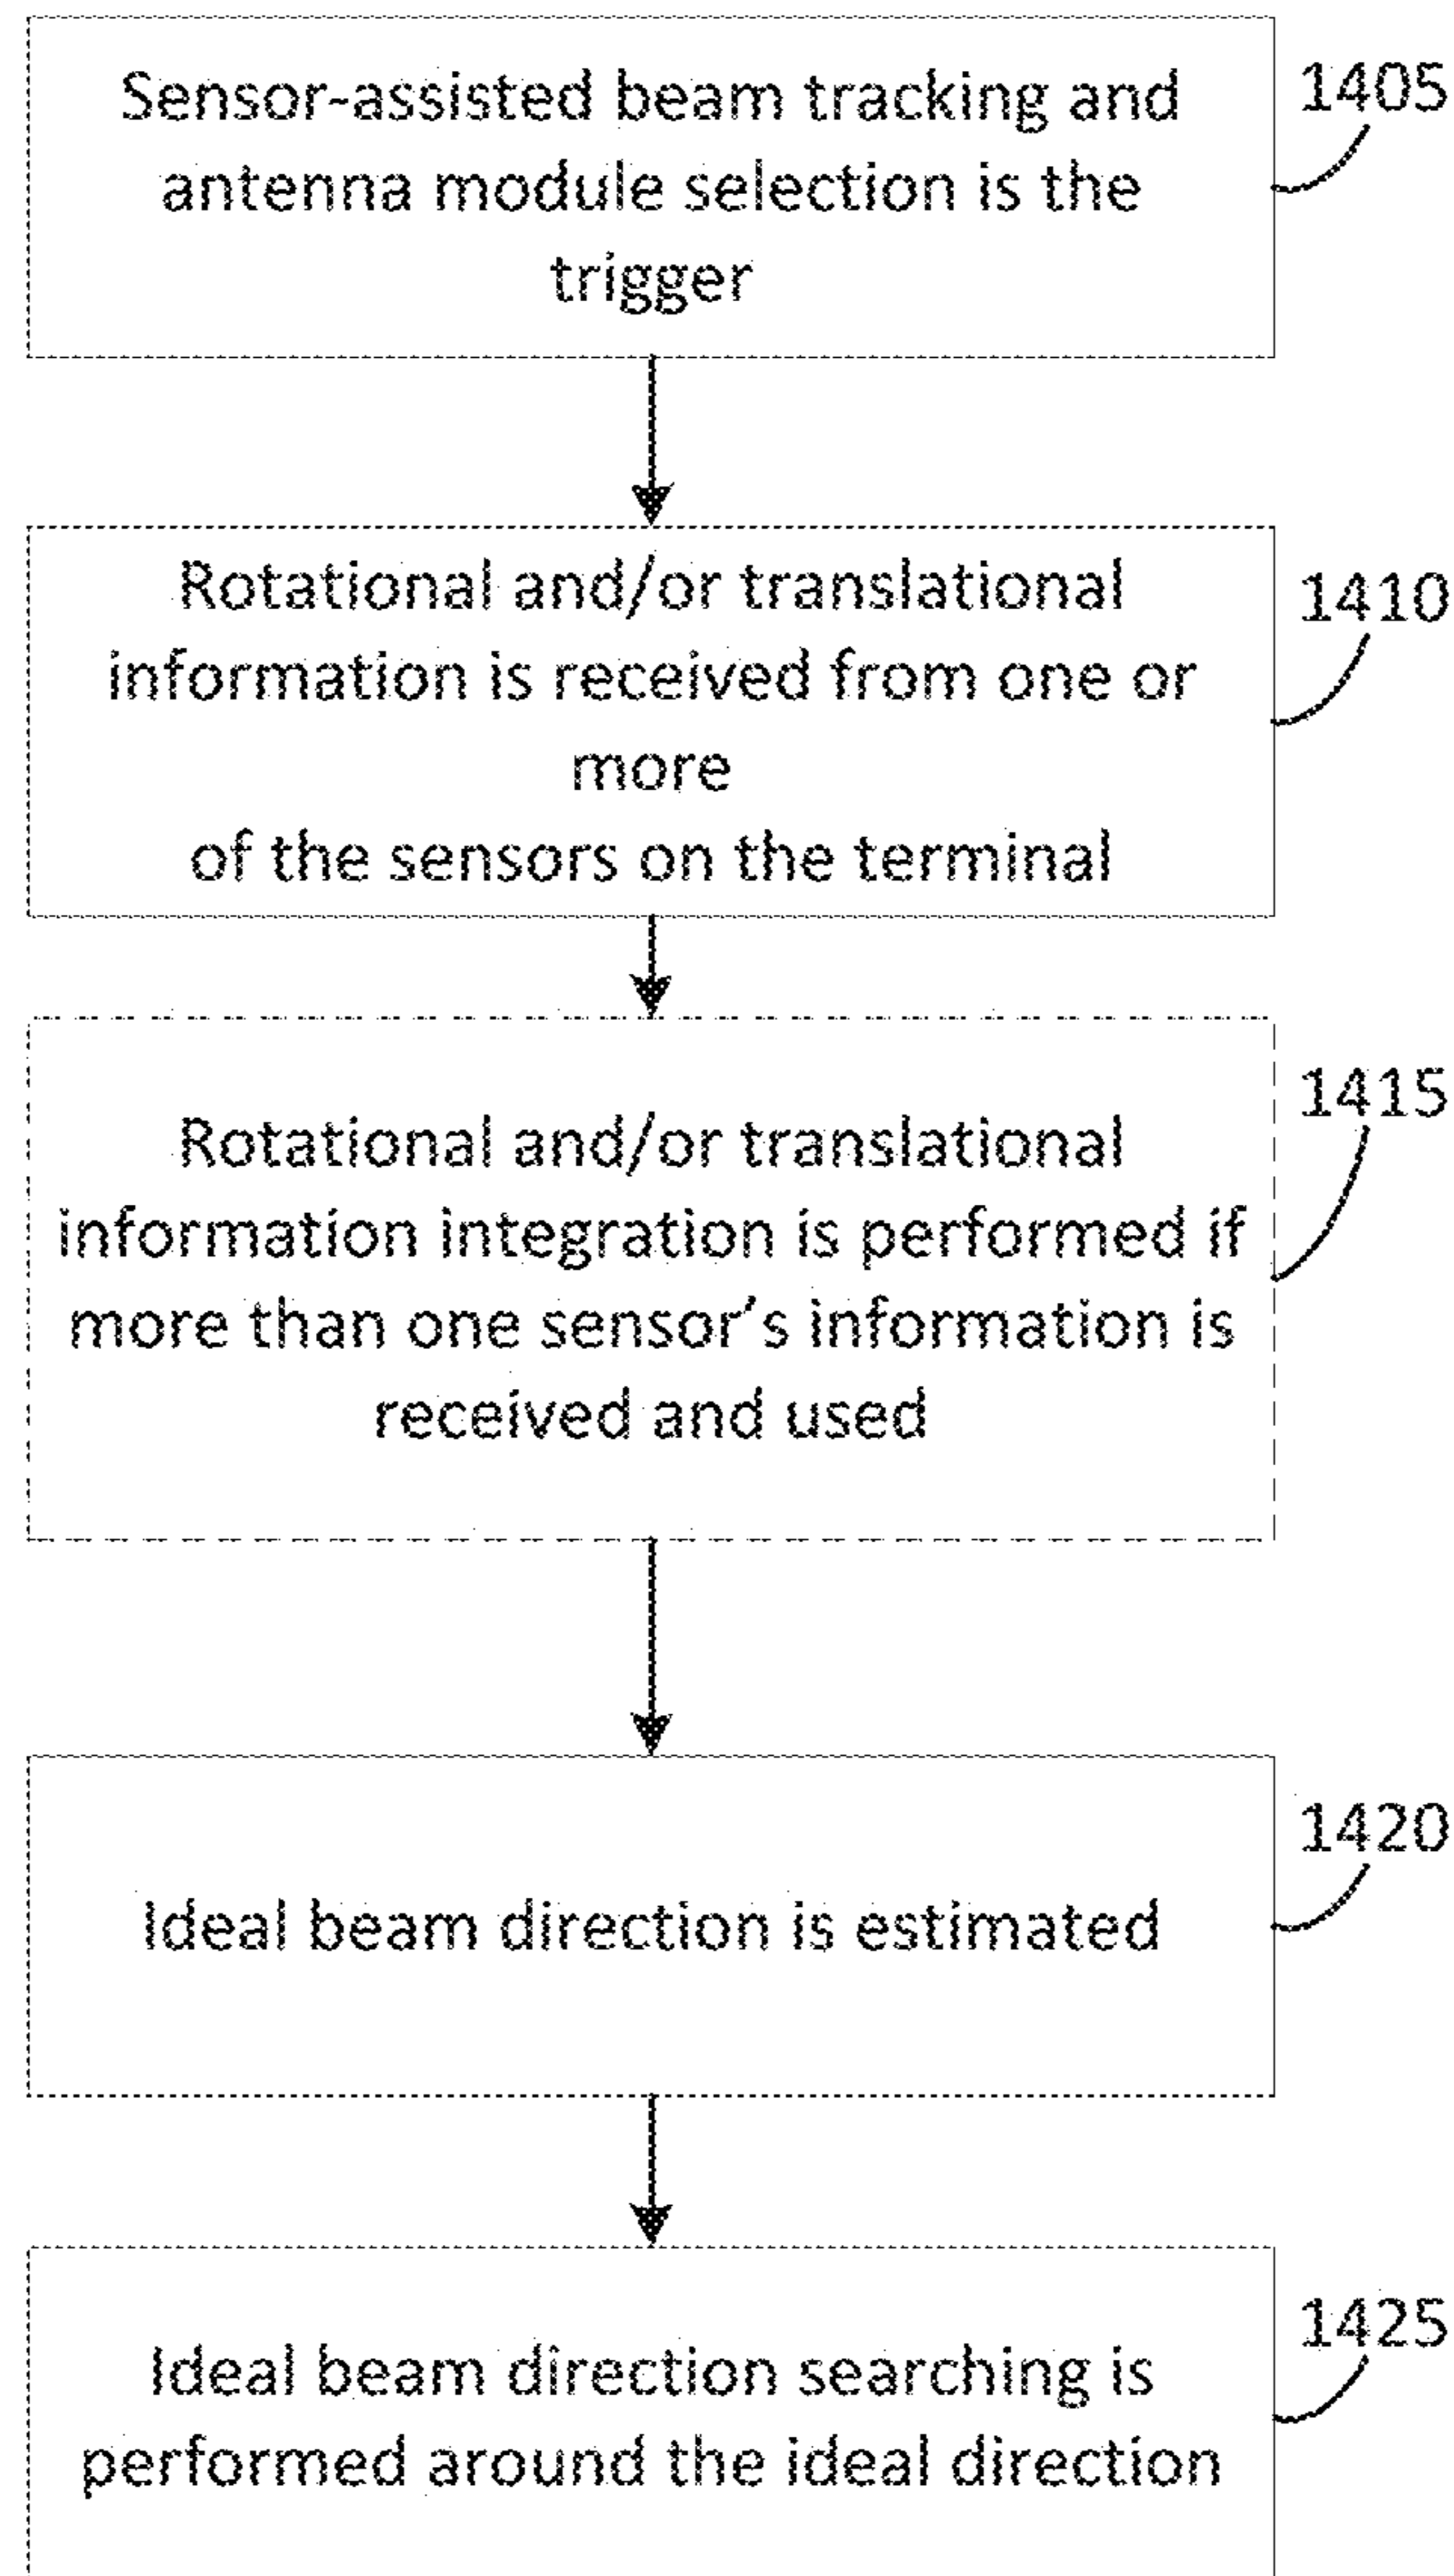 Sensor-assisted beam tracking and
antenna module selection is the
trigger
1405
Rotational and/or translational
information is received from one or
more
of the sensors on the terminal
1410
Rotational and/or translational
information integration is performed if
more than one sensor's information is
received and used
1415
Ideal beam direction is estimated
1420
Ideal beam direction searching is
performed around the ideal direction
1425